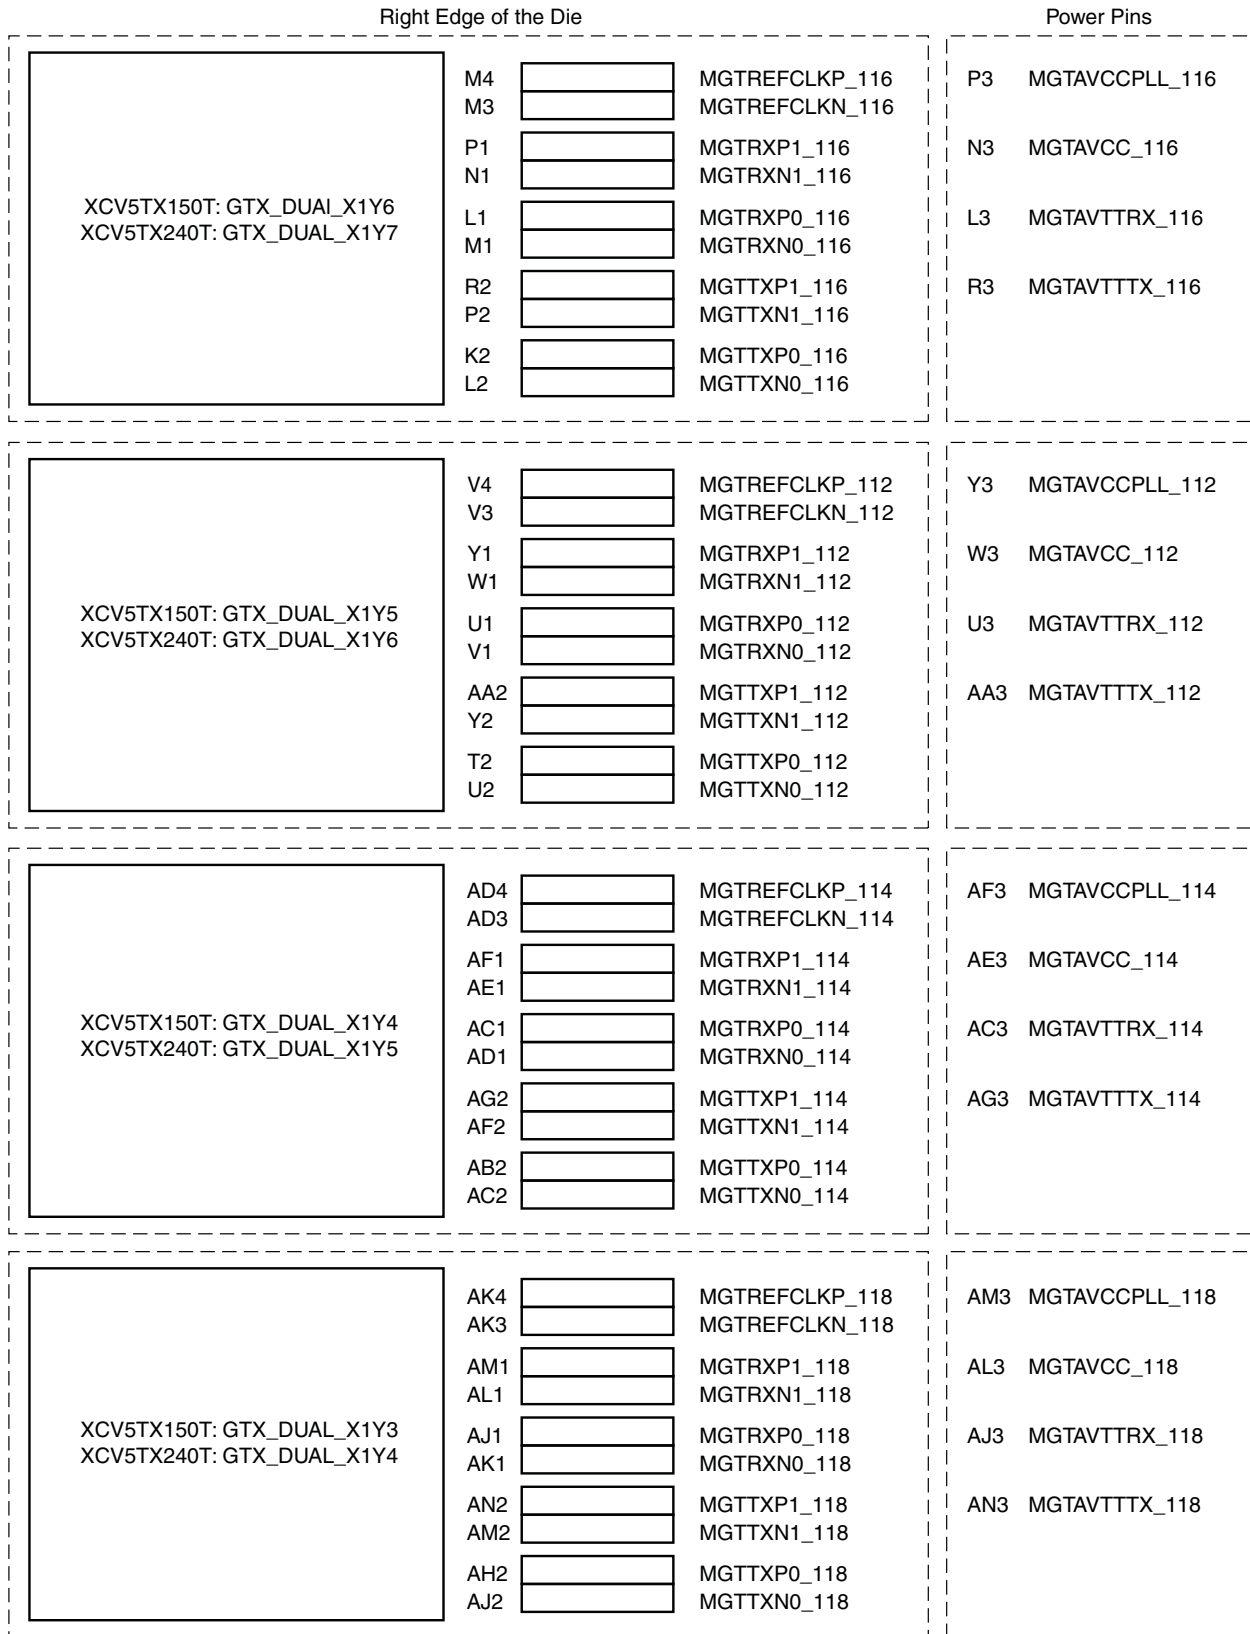 Right Edge of the Die Power Pins
M4 MGTREFCLKP_116 P3 MGTAVCCPLL_116
M3 MGTREFCLKN_116
P1 MGTRXP1_116 N3 MGTAVCC_116
N1 MGTRXN1_116
XCV5TX150T: GTX_DUAl_X1Y6
XCV5TX240T: GTX_DUAL_X1Y7
L1 MGTRXP0_116 L3 MGTAVTTRX_116
M1 MGTRXN0_116
R2 MGTTXP1_116 R3 MGTAVTTTX_116
P2 MGTTXN1_116
K2 MGTTXP0_116
L2 MGTTXN0_116
V4 MGTREFCLKP_112 Y3 MGTAVCCPLL_112
V3 MGTREFCLKN_112
Y1 MGTRXP1_112 W3 MGTAVCC_112
W1 MGTRXN1_112
XCV5TX150T: GTX_DUAL_X1Y5
XCV5TX240T: GTX_DUAL_X1Y6
U1 MGTRXP0_112 U3 MGTAVTTRX_112
V1 MGTRXN0_112
AA2 MGTTXP1_112 AA3 MGTAVTTTX_112
Y2 MGTTXN1_112
T2 MGTTXP0_112
U2 MGTTXN0_112
AD4 MGTREFCLKP_114 AF3 MGTAVCCPLL_114
AD3 MGTREFCLKN_114
AF1 MGTRXP1_114 AE3 MGTAVCC_114
AE1 MGTRXN1_114
XCV5TX150T: GTX_DUAL_X1Y4
XCV5TX240T: GTX_DUAL_X1Y5
AC1 MGTRXP0_114 AC3 MGTAVTTRX_114
AD1 MGTRXN0_114
AG2 MGTTXP1_114 AG3 MGTAVTTTX_114
AF2 MGTTXN1_114
AB2 MGTTXP0_114
AC2 MGTTXN0_114
AK4 MGTREFCLKP_118 AM3 MGTAVCCPLL_118
AK3 MGTREFCLKN_118
AM1 MGTRXP1_118 AL3 MGTAVCC_118
AL1 MGTRXN1_118
XCV5TX150T: GTX_DUAL_X1Y3
XCV5TX240T: GTX_DUAL_X1Y4
AJ1 MGTRXP0_118 AJ3 MGTAVTTRX_118
AK1 MGTRXN0_118
AN2 MGTTXP1_118 AN3 MGTAVTTTX_118
AM2 MGTTXN1_118
AH2 MGTTXP0_118
AJ2 MGTTXN0_118